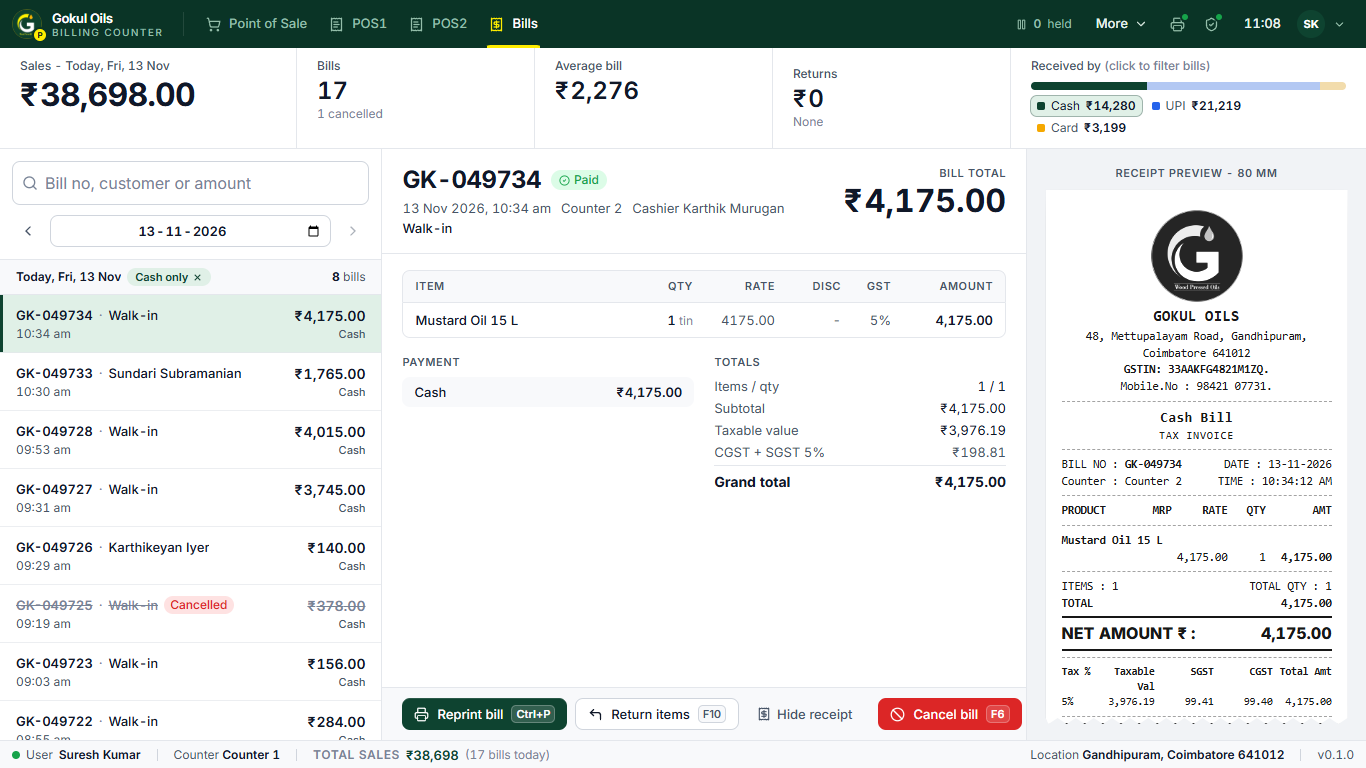 Gokul Oils
BILLING COUNTER
P
Point of Sale
POS1
POS2
Bills
0 held
More
11:08
SK
Sales - Today, Fri, 13 Nov
₹38,698.00
Bills
17
1 cancelled
Average bill
₹2,276
Returns
₹0
None
Received by (click to filter bills)
Cash ₹14,280
UPI ₹21,219
Card ₹3,199
Bill no, customer or amount
13-11-2026
Today, Fri, 13 Nov
Cash only ×
8 bills
GK-049734 · Walk-in ₹4,175.00
10:34 am Cash
GK-049733 · Sundari Subramanian ₹1,765.00
10:30 am Cash
GK-049728 · Walk-in ₹4,015.00
09:53 am Cash
GK-049727 · Walk-in ₹3,745.00
09:31 am Cash
GK-049726 · Karthikeyan Iyer ₹140.00
09:29 am Cash
GK-049725 · Walk-in Cancelled ₹378.00
09:19 am Cash
GK-049723 · Walk-in ₹156.00
09:03 am Cash
GK-049722 · Walk-in ₹284.00
08:55 am Cash
GK-049734 Paid
13 Nov 2026, 10:34 am Counter 2 Cashier Karthik Murugan
Walk-in
BILL TOTAL
₹4,175.00
ITEM QTY RATE DISC GST AMOUNT
Mustard Oil 15 L 1 tin 4175.00 - 5% 4,175.00
PAYMENT
Cash ₹4,175.00
TOTALS
Items / qty 1 / 1
Subtotal ₹4,175.00
Taxable value ₹3,976.19
CGST + SGST 5% ₹198.81
Grand total ₹4,175.00
Reprint bill Ctrl+P
Return items F10
Hide receipt
Cancel bill F6
RECEIPT PREVIEW - 80 MM
G
Wood Pressed Oils
GOKUL OILS
48, Mettupalayam Road, Gandhipuram,
Coimbatore 641012
GSTIN: 33AAKFG4821M1ZQ.
Mobile.No : 98421 07731.
Cash Bill
TAX INVOICE
BILL NO : GK-049734 DATE : 13-11-2026
Counter : Counter 2 TIME : 10:34:12 AM
PRODUCT MRP RATE QTY AMT
Mustard Oil 15 L
4,175.00 1 4,175.00
ITEMS : 1 TOTAL QTY : 1
TOTAL 4,175.00
NET AMOUNT ₹ : 4,175.00
Tax % Taxable Val SGST CGST Total Amt
5% 3,976.19 99.41 99.40 4,175.00
User Suresh Kumar
Counter Counter 1
TOTAL SALES ₹38,698 (17 bills today)
Location Gandhipuram, Coimbatore 641012
v0.1.0